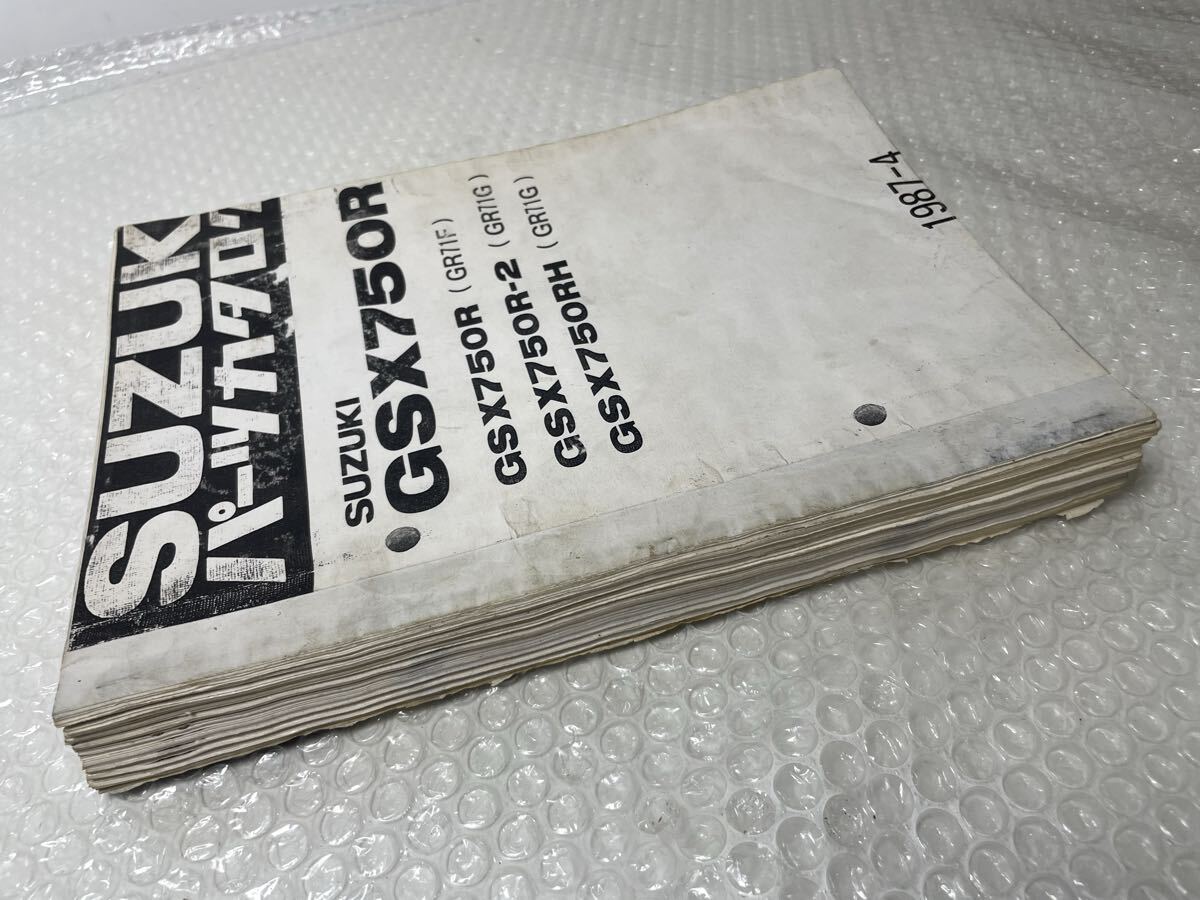 SUZUKI
パーツカタログ
SUZUKI
GSX750R
GSX750R (GR71F)
GSX750R-2 (GR71G)
GSX750RH (GR71G)
1987-4